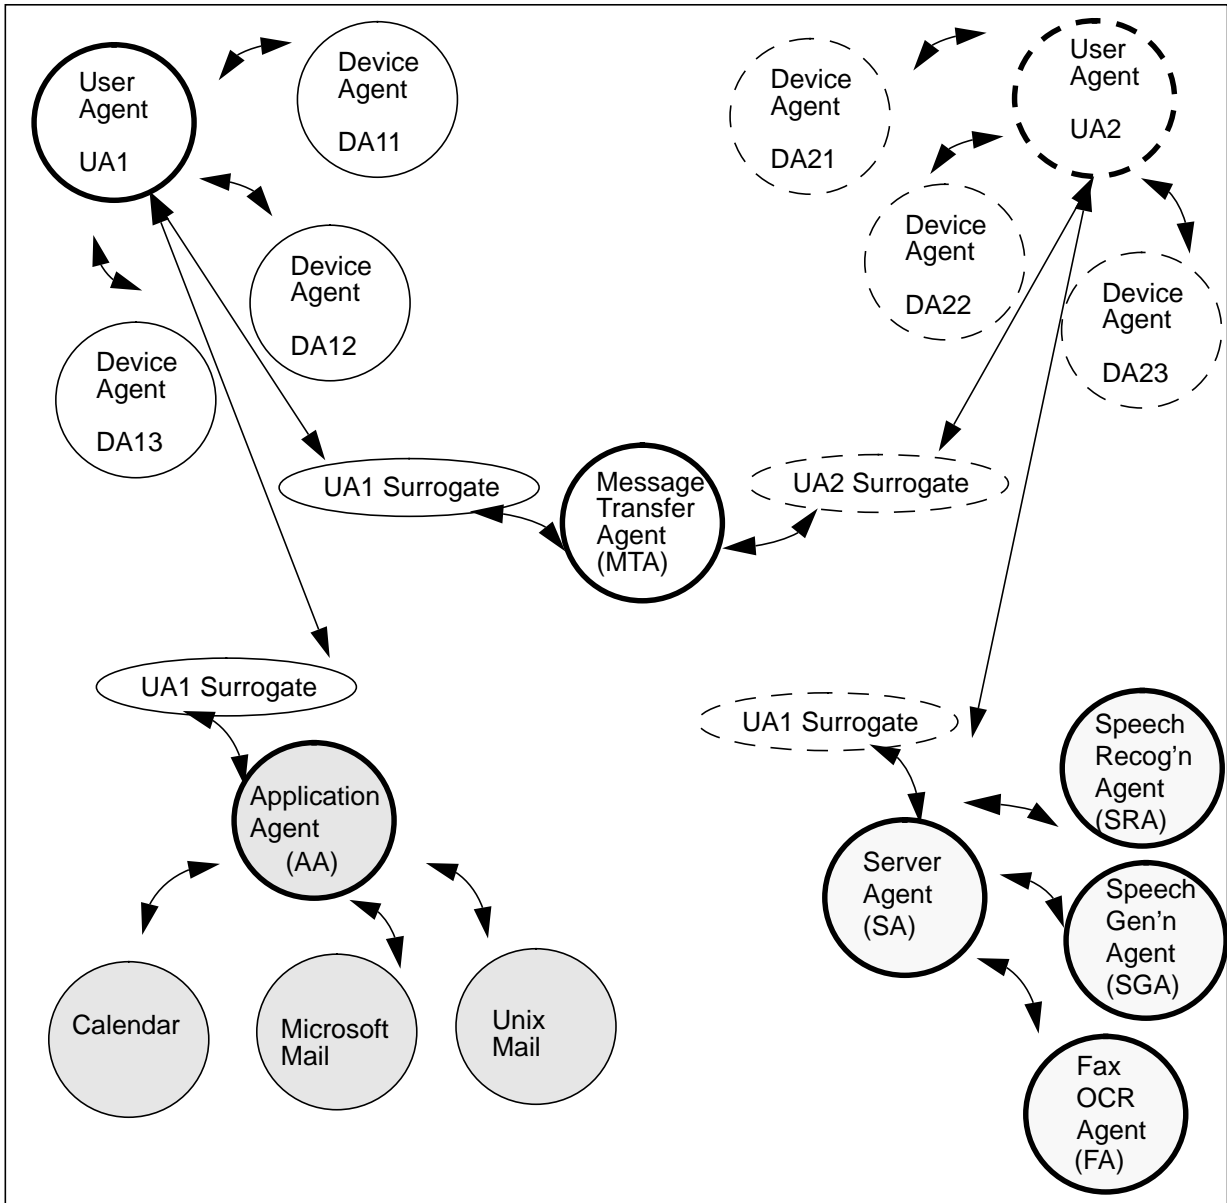 User
Agent
UA1
Device
Agent
DA11
Device
Agent
DA12
Device
Agent
DA13
Device
Agent
DA21
User
Agent
UA2
Device
Agent
DA22
Device
Agent
DA23
UA1 Surrogate
Message
Transfer
Agent
(MTA)
UA2 Surrogate
UA1 Surrogate
Application
Agent
(AA)
Calendar
Microsoft
Mail
Unix
Mail
UA1 Surrogate
Server
Agent
(SA)
Speech
Recog'n
Agent
(SRA)
Speech
Gen'n
Agent
(SGA)
Fax
OCR
Agent
(FA)